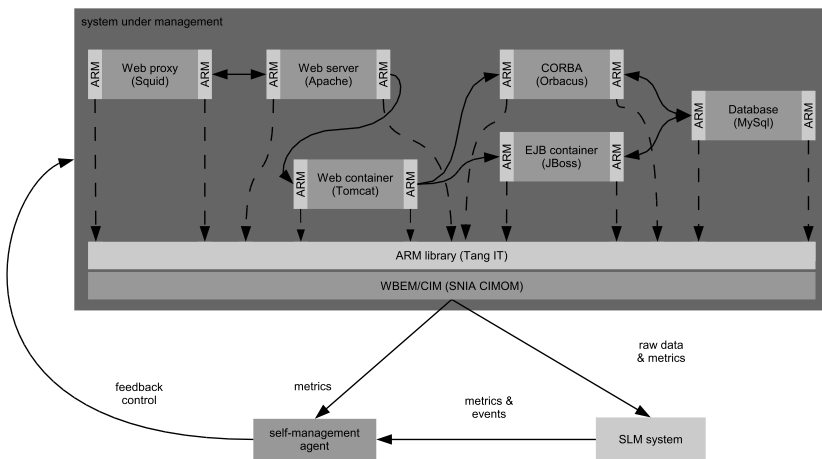 system under management
ARM
Web proxy
(Squid)
ARM
ARM
Web server
(Apache)
ARM
ARM
CORBA
(Orbacus)
ARM
ARM
Database
(MySql)
ARM
ARM
EJB container
(JBoss)
ARM
ARM
Web container
(Tomcat)
ARM
ARM library (Tang IT)
WBEM/CIM (SNIA CIMOM)
raw data
& metrics
feedback
control
metrics
metrics &
events
self-management
agent
SLM system